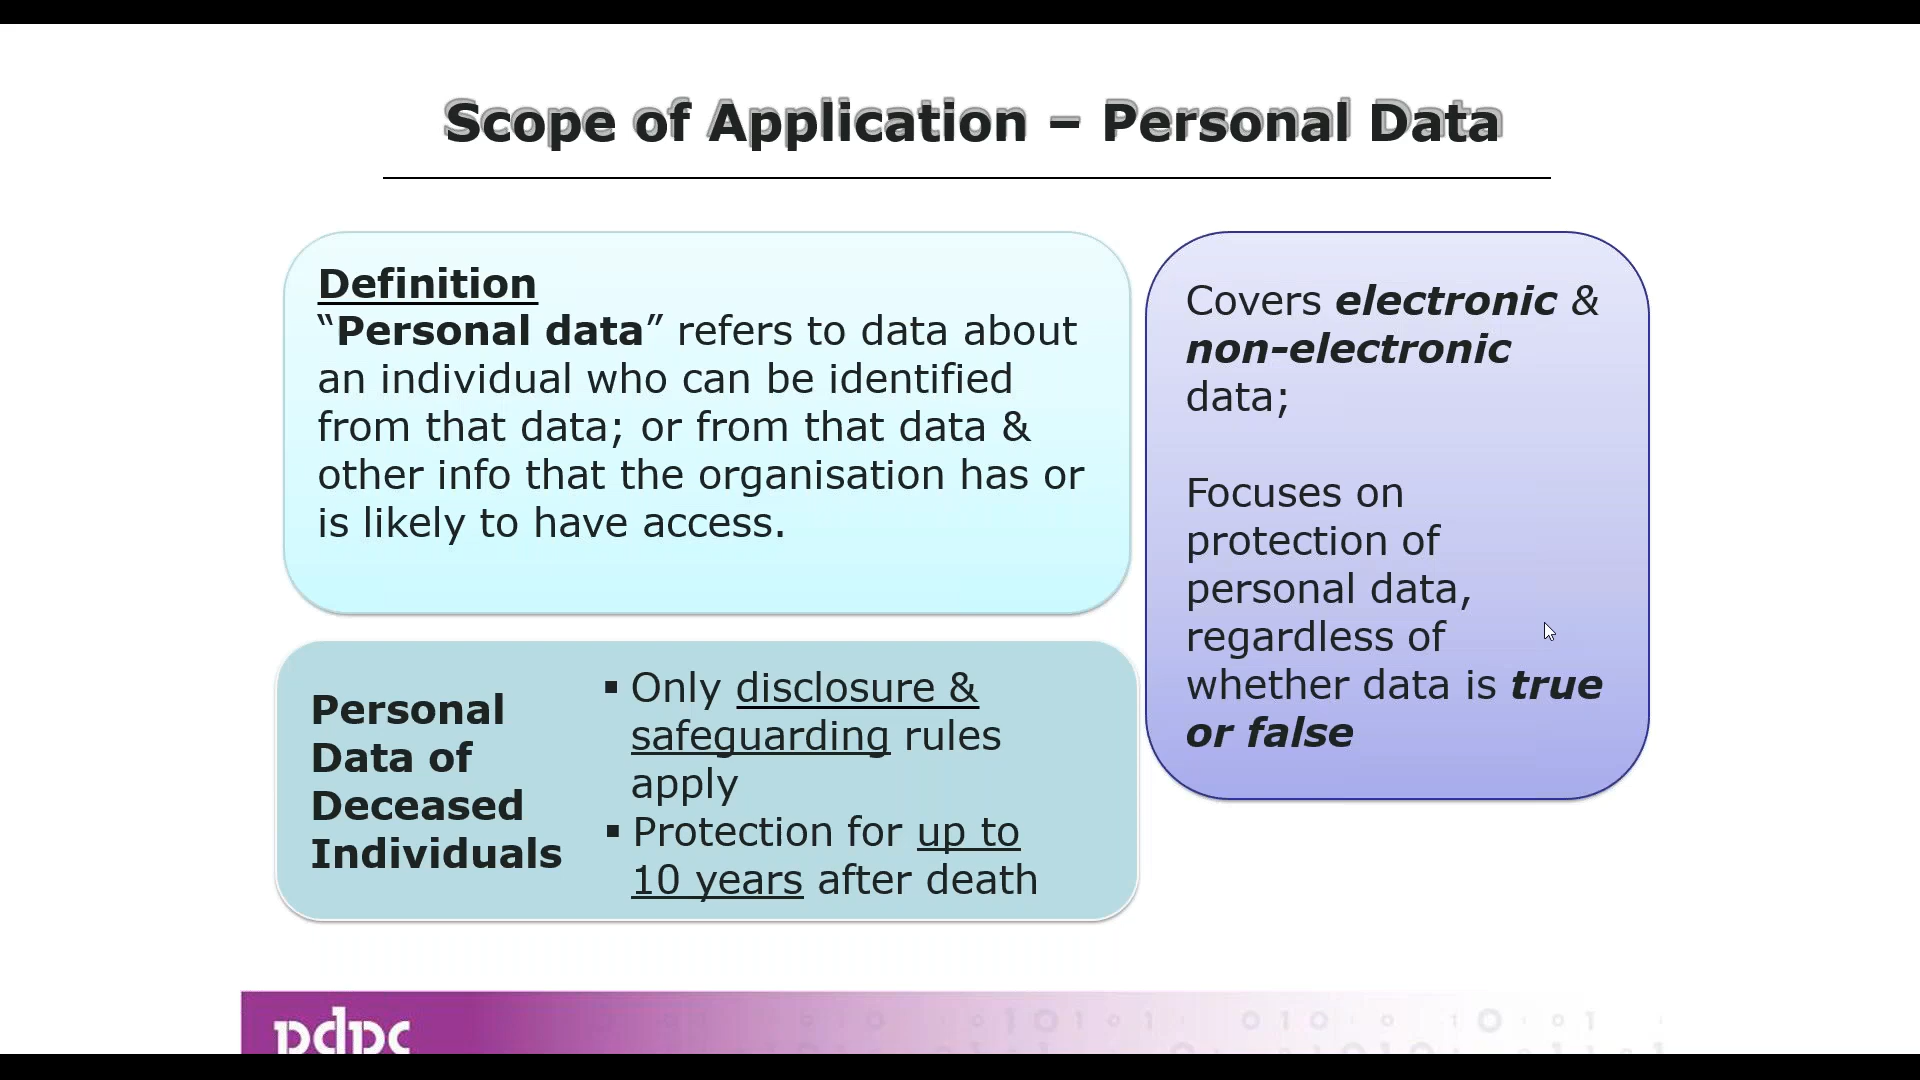 Scope of Application – Personal Data
Definition
“Personal data” refers to data about
an individual who can be identified
from that data; or from that data &
other info that the organisation has or
is likely to have access.
Covers electronic &
non-electronic
data;
Focuses on
protection of
personal data,
regardless of
whether data is true
or false
Personal
Data of
Deceased
Individuals
▪ Only disclosure &
safeguarding rules
apply
▪ Protection for up to
10 years after death
pdpc